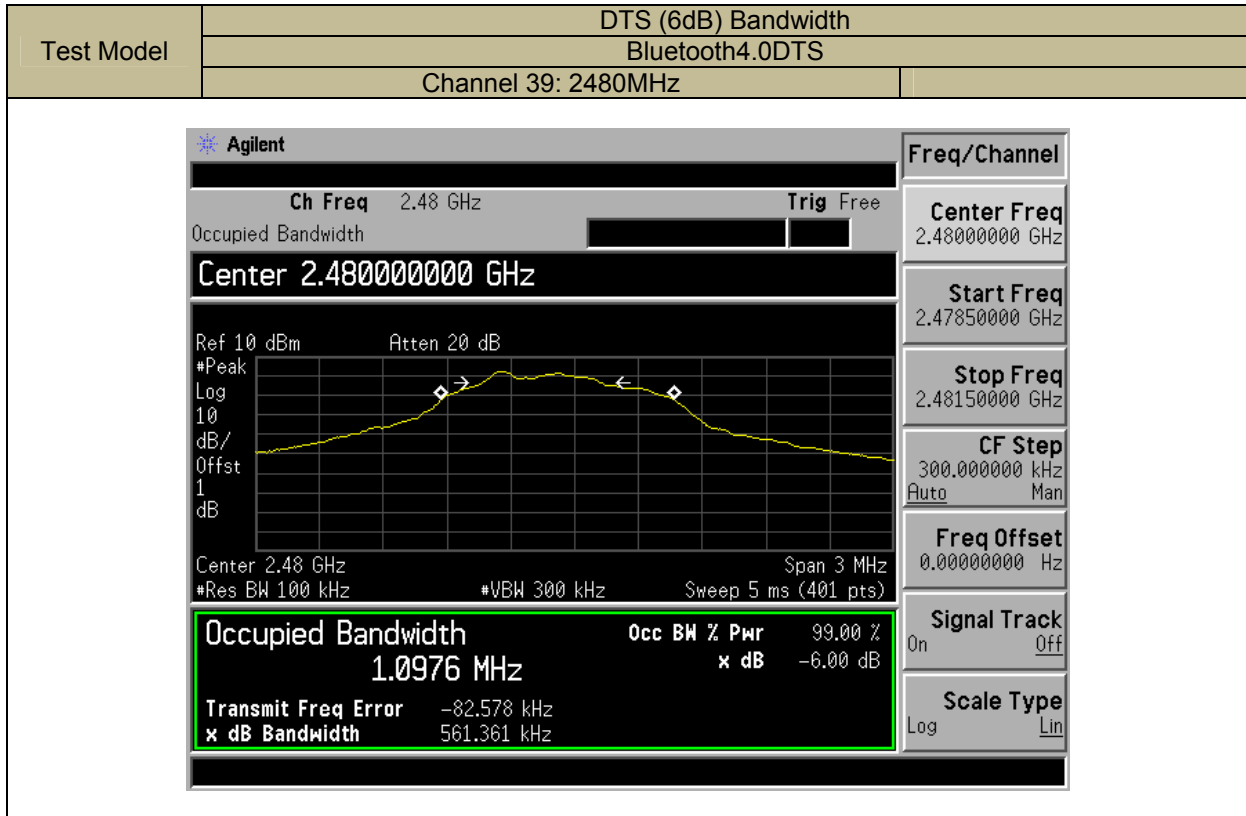 Test Model
DTS (6dB) Bandwidth
Bluetooth4.0DTS
Channel 39: 2480MHz
Agilent
Ch Freq 2.48 GHz Trig Free
Occupied Bandwidth
Center 2.480000000 GHz
Ref 10 dBm Atten 20 dB
#Peak
Log
10
dB/
Offst
1
dB
Center 2.48 GHz Span 3 MHz
#Res BW 100 kHz #VBW 300 kHz Sweep 5 ms (401 pts)
Occupied Bandwidth Occ BW % Pwr 99.00 %
1.0976 MHz x dB -6.00 dB
Transmit Freq Error -82.578 kHz
x dB Bandwidth 561.361 kHz
Freq/Channel
Center Freq
2.48000000 GHz
Start Freq
2.47850000 GHz
Stop Freq
2.48150000 GHz
CF Step
300.000000 kHz
Auto Man
Freq Offset
0.00000000 Hz
Signal Track
On Off
Scale Type
Log Lin